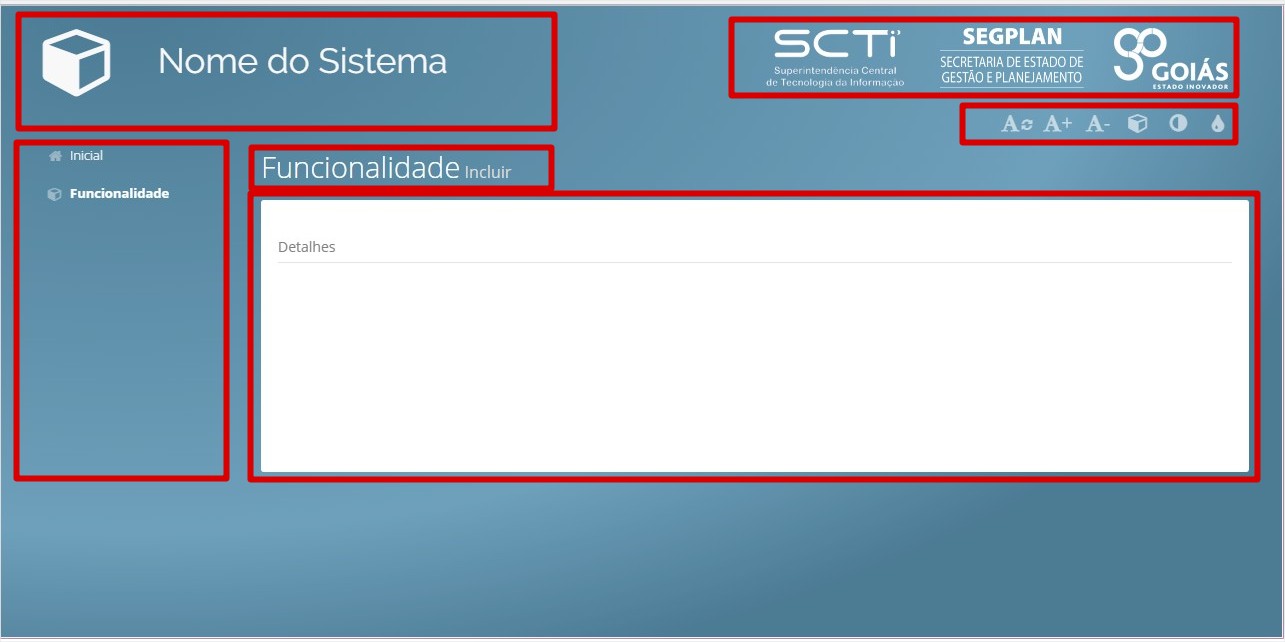 Nome do Sistema
SCTi
Superintendência Central
de Tecnologia da Informação
SEGPLAN
SECRETARIA DE ESTADO DE
GESTÃO E PLANEJAMENTO
GOIÁS
ESTADO INOVADOR
A A+ A-
Inicial
Funcionalidade
Funcionalidade Incluir
Detalhes